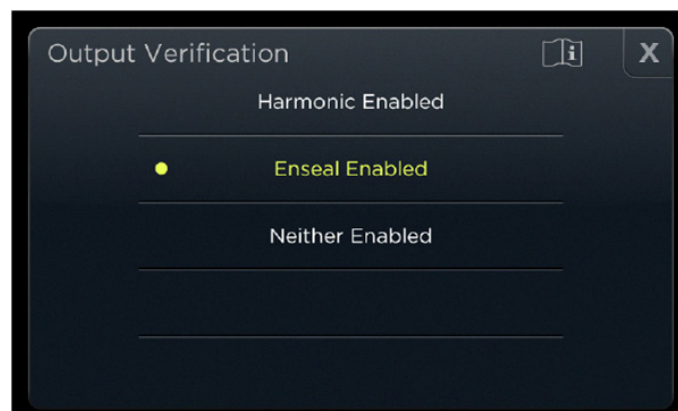 Output Verification
X
Harmonic Enabled
Enseal Enabled
Neither Enabled